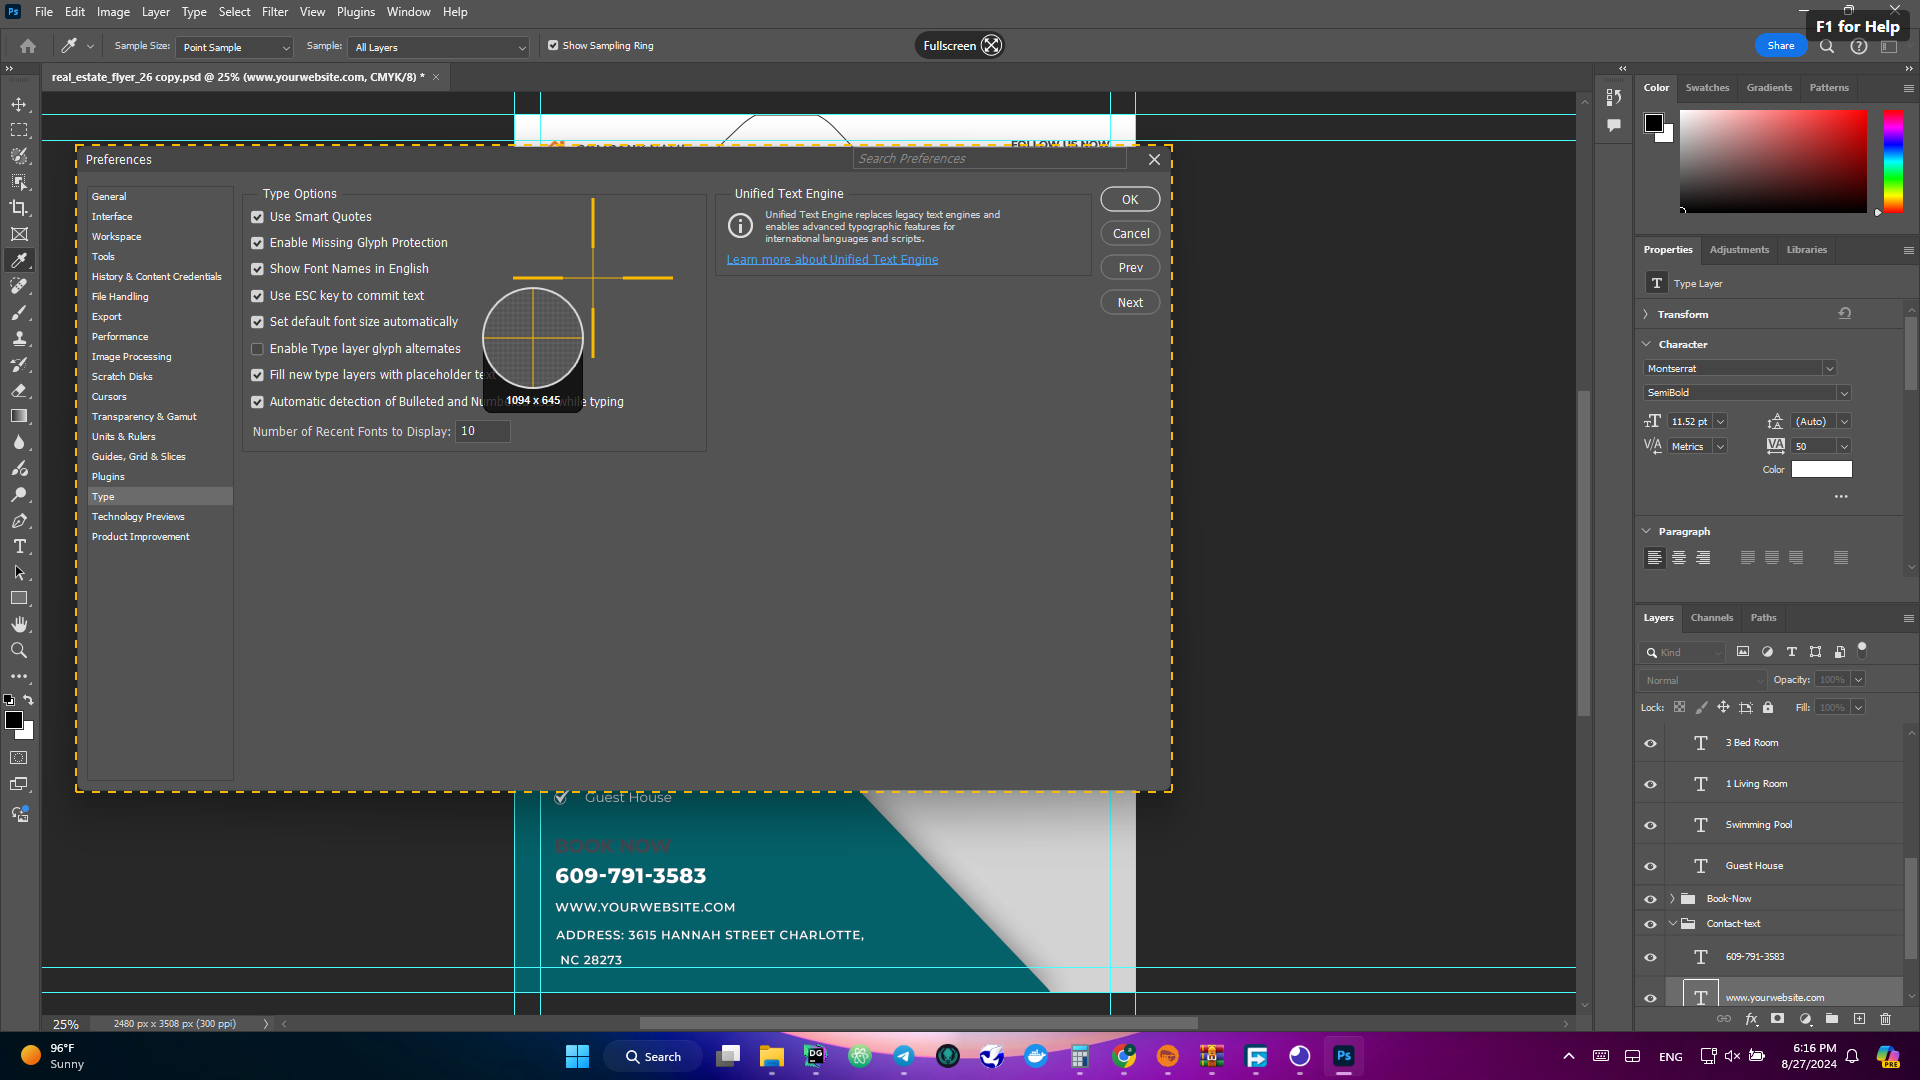 File Edit Image Layer Type Select Filter View Plugins Window Help
F1 for Help
Sample Size: Point Sample Sample: All Layers Show Sampling Ring
Fullscreen
Share
real_estate_flyer_26 copy.psd @ 25% (www.yourwebsite.com, CMYK/8) *
Preferences
Search Preferences
General
Interface
Workspace
Tools
History & Content Credentials
File Handling
Export
Performance
Image Processing
Scratch Disks
Cursors
Transparency & Gamut
Units & Rulers
Guides, Grid & Slices
Plugins
Type
Technology Previews
Product Improvement
Type Options
Use Smart Quotes
Enable Missing Glyph Protection
Show Font Names in English
Use ESC key to commit text
Set default font size automatically
Enable Type layer glyph alternates
Fill new type layers with placeholder
Automatic detection of Bulleted and typing
1094 x 645
Number of Recent Fonts to Display: 10
Unified Text Engine
Unified Text Engine replaces legacy text engines and
enables advanced typographic features for
international languages and scripts.
Learn more about Unified Text Engine
OK
Cancel
Prev
Next
FOLLOW US NOW
Guest House
BOOK NOW
609-791-3583
WWW.YOURWEBSITE.COM
ADDRESS: 3615 HANNAH STREET CHARLOTTE,
NC 28273
25% 2480 px x 3508 px (300 ppi)
Color Swatches Gradients Patterns
Properties Adjustments Libraries
Type Layer
Transform
Character
Montserrat
SemiBold
11.52 pt (Auto)
Metrics 50
Color
Paragraph
Layers Channels Paths
Kind
Normal Opacity: 100%
Lock: Fill: 100%
3 Bed Room
1 Living Room
Swimming Pool
Guest House
Book-Now
Contact-text
609-791-3583
www.yourwebsite.com
96°F
Sunny
Search
DG
Ps
ENG
6:16 PM
8/27/2024
PRE